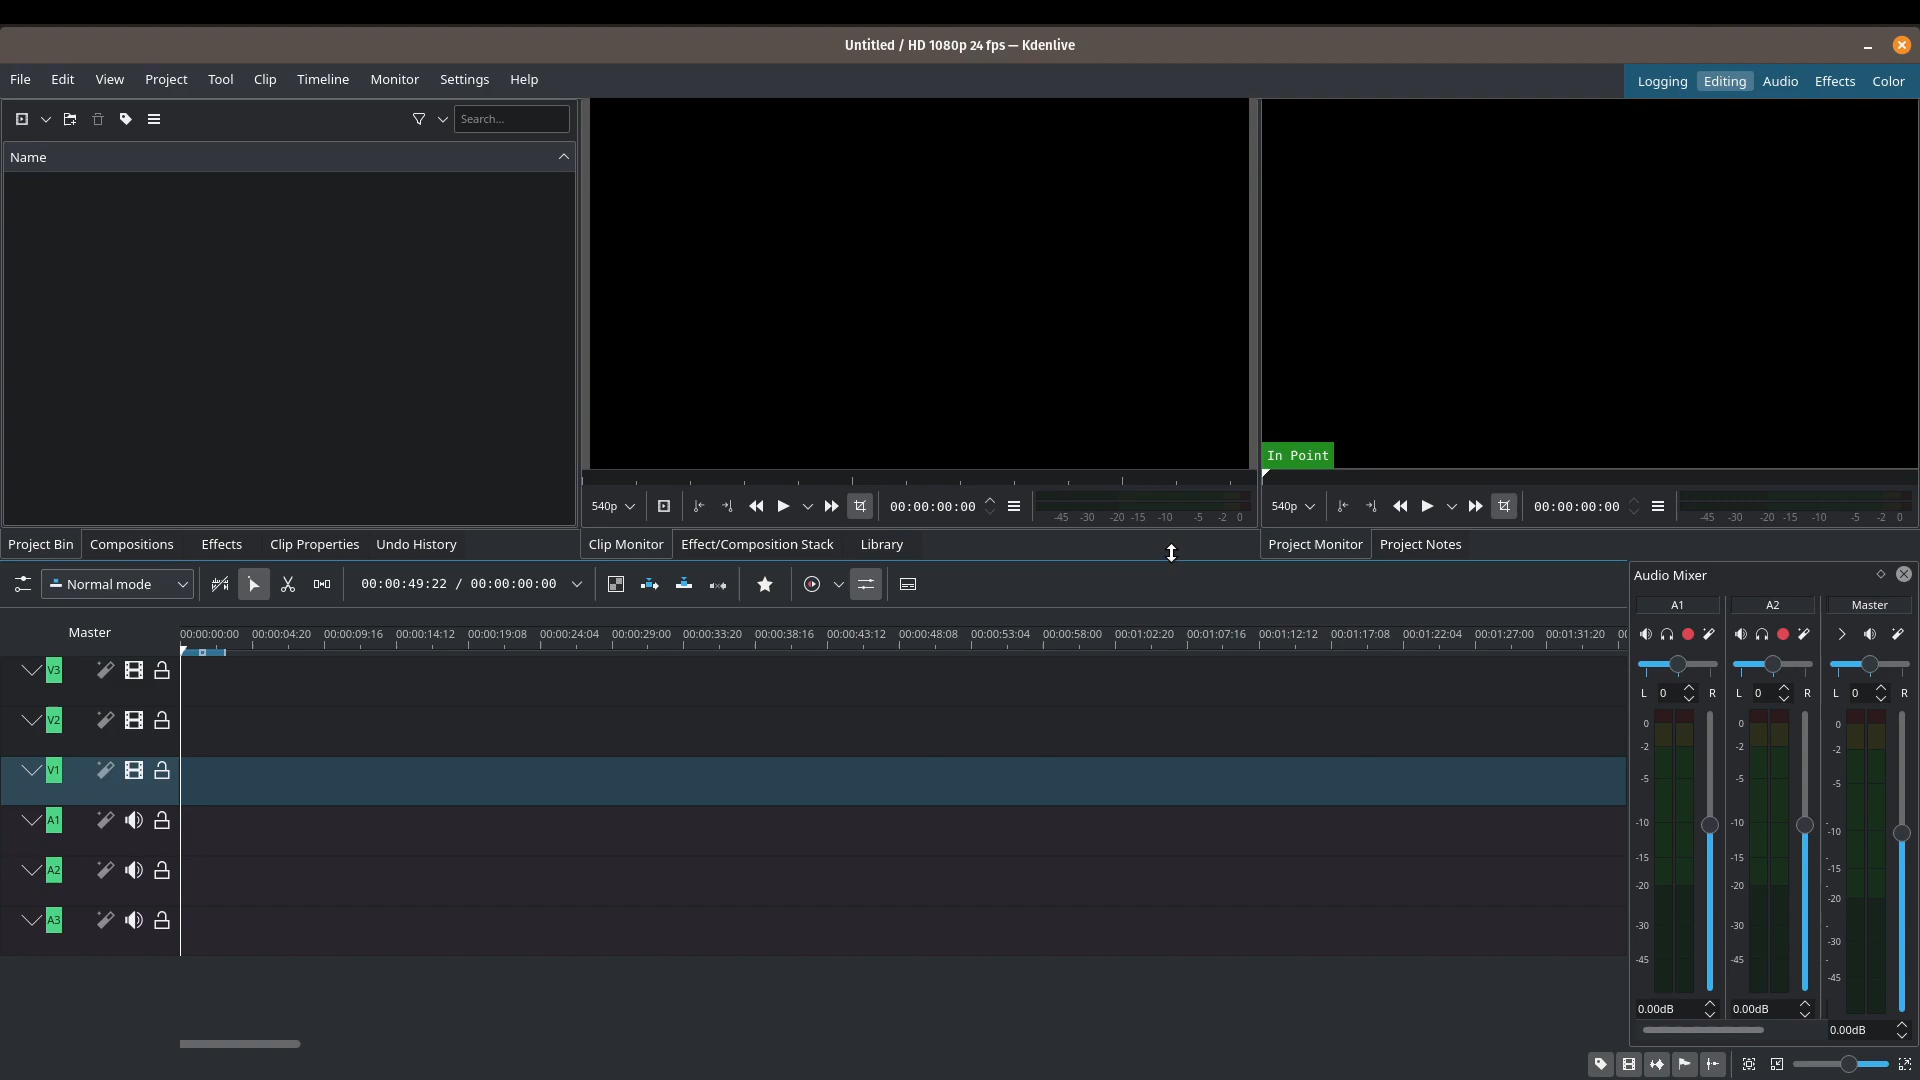 Untitled / HD 1080p 24 fps — Kdenlive
File Edit View Project Tool Clip Timeline Monitor Settings Help
Logging Editing Audio Effects Color
Search...
Name
In Point
540p 00:00:00:00 -45 -30 -20 -15 -10 -5 -2 0
540p 00:00:00:00 -45 -30 -20 -15 -10 -5 -2 0
Project Bin Compositions Effects Clip Properties Undo History
Clip Monitor Effect/Composition Stack Library
Project Monitor Project Notes
Normal mode 00:00:49:22 / 00:00:00:00
Master 00:00:00:00 00:00:04:20 00:00:09:16 00:00:14:12 00:00:19:08 00:00:24:04 00:00:29:00 00:00:33:20 00:00:38:16 00:00:43:12 00:00:48:08 00:00:53:04 00:00:58:00 00:01:02:20 00:01:07:16 00:01:12:12 00:01:17:08 00:01:22:04 00:01:27:00 00:01:31:20
V3
V2
V1
A1
A2
A3
Audio Mixer
A1 A2 Master
L 0 R L 0 R L 0 R
0 0 0
-2 -2 -2
-5 -5 -5
-10 -10 -10
-15 -15 -15
-20 -20 -20
-30 -30 -30
-45 -45 -45
0.00dB 0.00dB 0.00dB